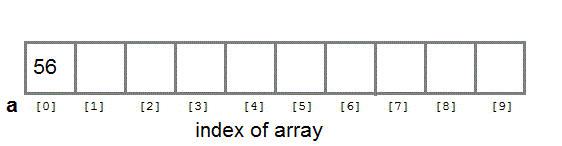 56
a [0] [1] [2] [3] [4] [5] [6] [7] [8] [9]
index of array